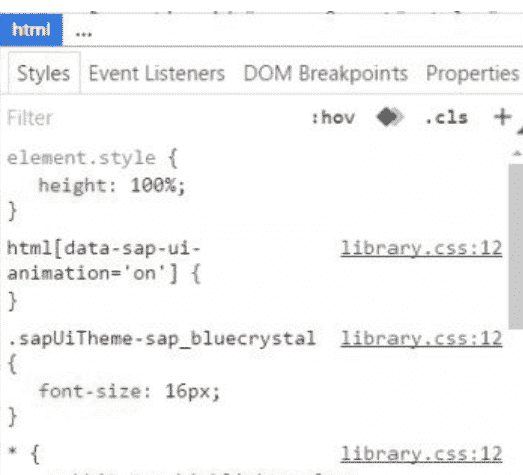 html ...
Styles Event Listeners DOM Breakpoints Properties
Filter :hov .cls +
element.style {
height: 100%;
}
html[data-sap-ui- library.css:12
animation='on'] {
}
.sapUiTheme-sap_bluecrystal library.css:12
{
font-size: 16px;
}
* { library.css:12